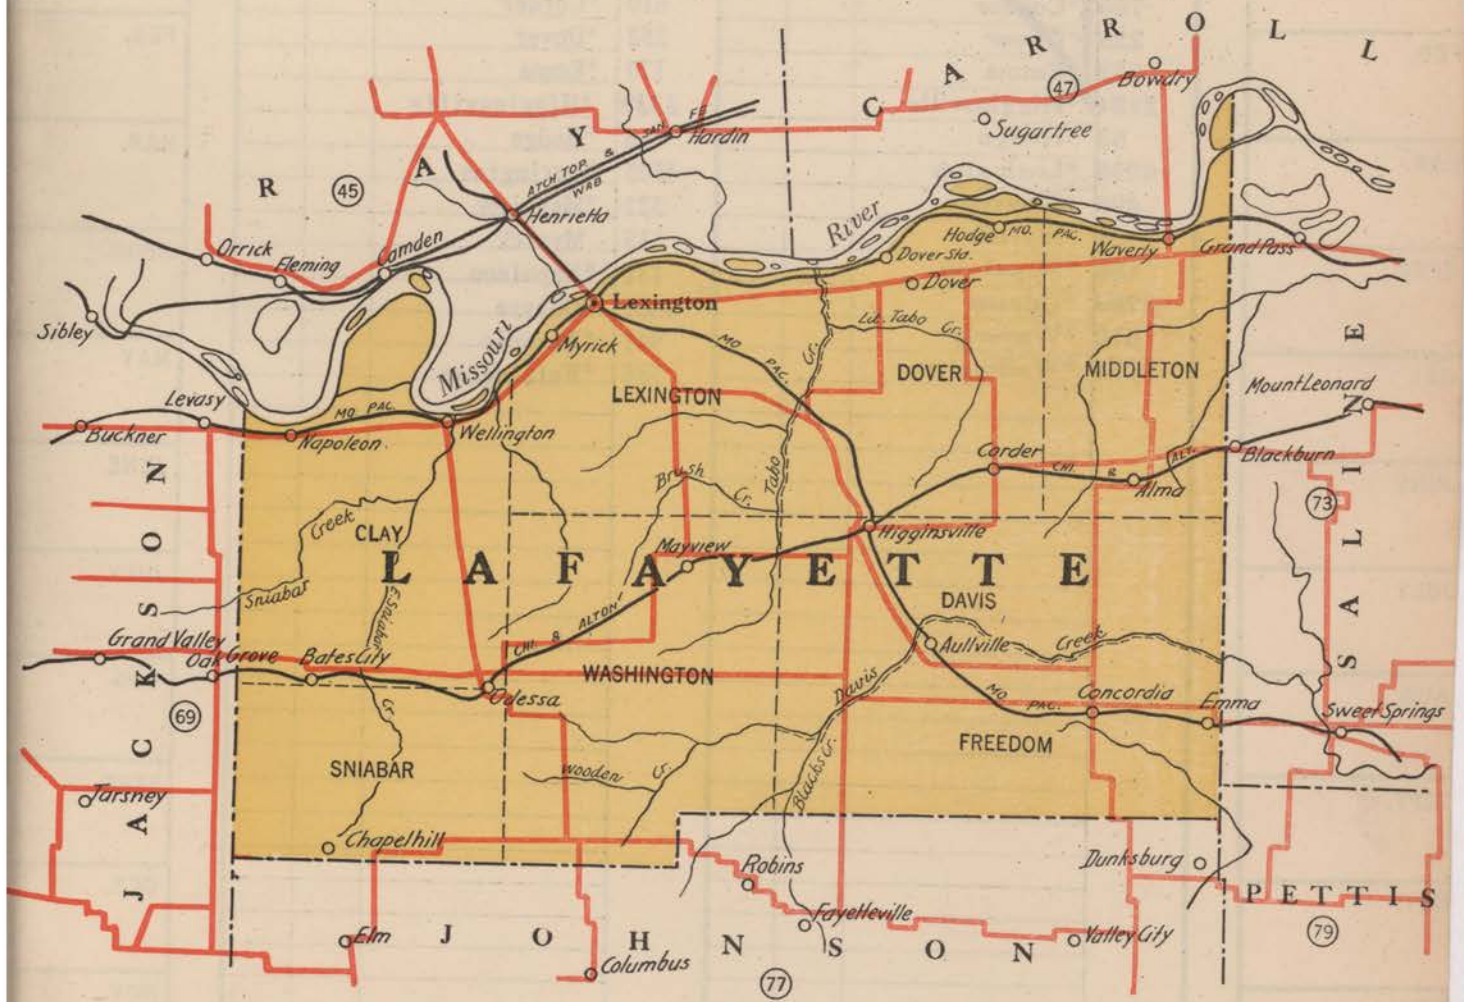 CARROLL
47
Bowdry
Sugartree
RAY
45
ATCH TOP. & SAN. FE
WAB.
Hardin
Henrietta
Orrick
Fleming
Camden
Sibley
Missouri
River
Hodge
MO. PAC.
Waverly
Grand Pass
Dover Sta.
Dover
Lexington
Myrick
Lit. Tabo Cr.
MO PAC.
Cr.
LEXINGTON
DOVER
MIDDLETON
Mount Leonard
Levasy
MO PAC.
Buckner
Napoleon.
Wellington
Corder
CHI. & ALT.
Alma
Blackburn
Brush Cr.
Tabo
Creek
CLAY
Higginsville
SALINE
73
JACKSON
Mayview
LAFAYETTE
Sniabar
E. Sniabar
CHI. & ALTON
DAVIS
Aullville
Creek
Grand Valley
Oak Grove
Bates City
WASHINGTON
Davis
Odessa
MO PAC.
Concordia
Emma
Sweet Springs
69
Cr.
FREEDOM
SNIABAR
Wooden Cr.
Blacks Cr.
Tarsney
Chapelhill
Robins
Dunksburg
PETTIS
Fayetteville
Valley City
79
Elm
JOHNSON
Columbus
77